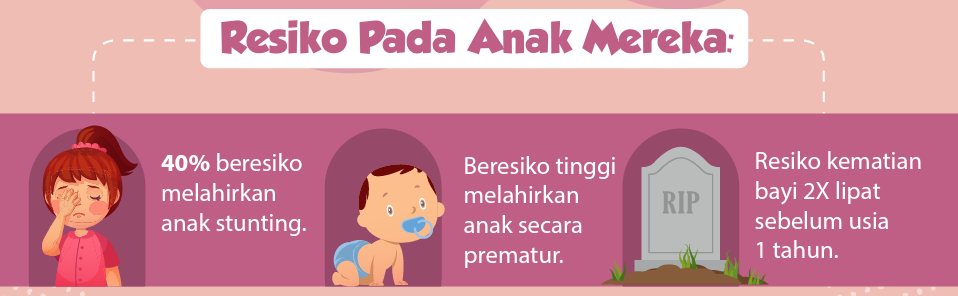 Resiko Pada Anak Mereka:
40% beresiko
melahirkan
anak stunting.
Beresiko tinggi
melahirkan
anak secara
prematur.
RIP
Resiko kematian
bayi 2X lipat
sebelum usia
1 tahun.